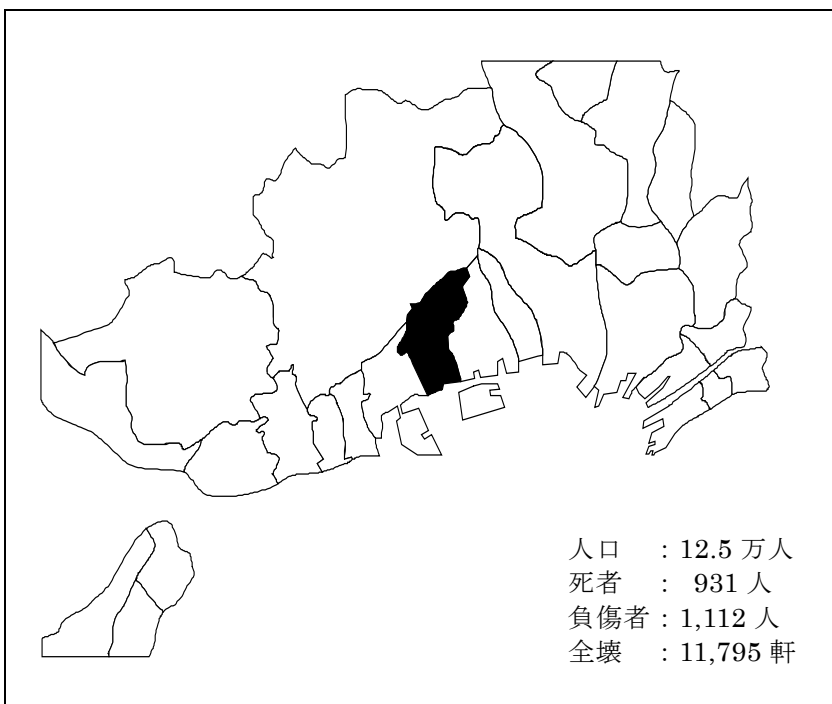 人口 : 12.5 万人
死者 : 931 人
負傷者 : 1,112 人
全壊 : 11,795 軒